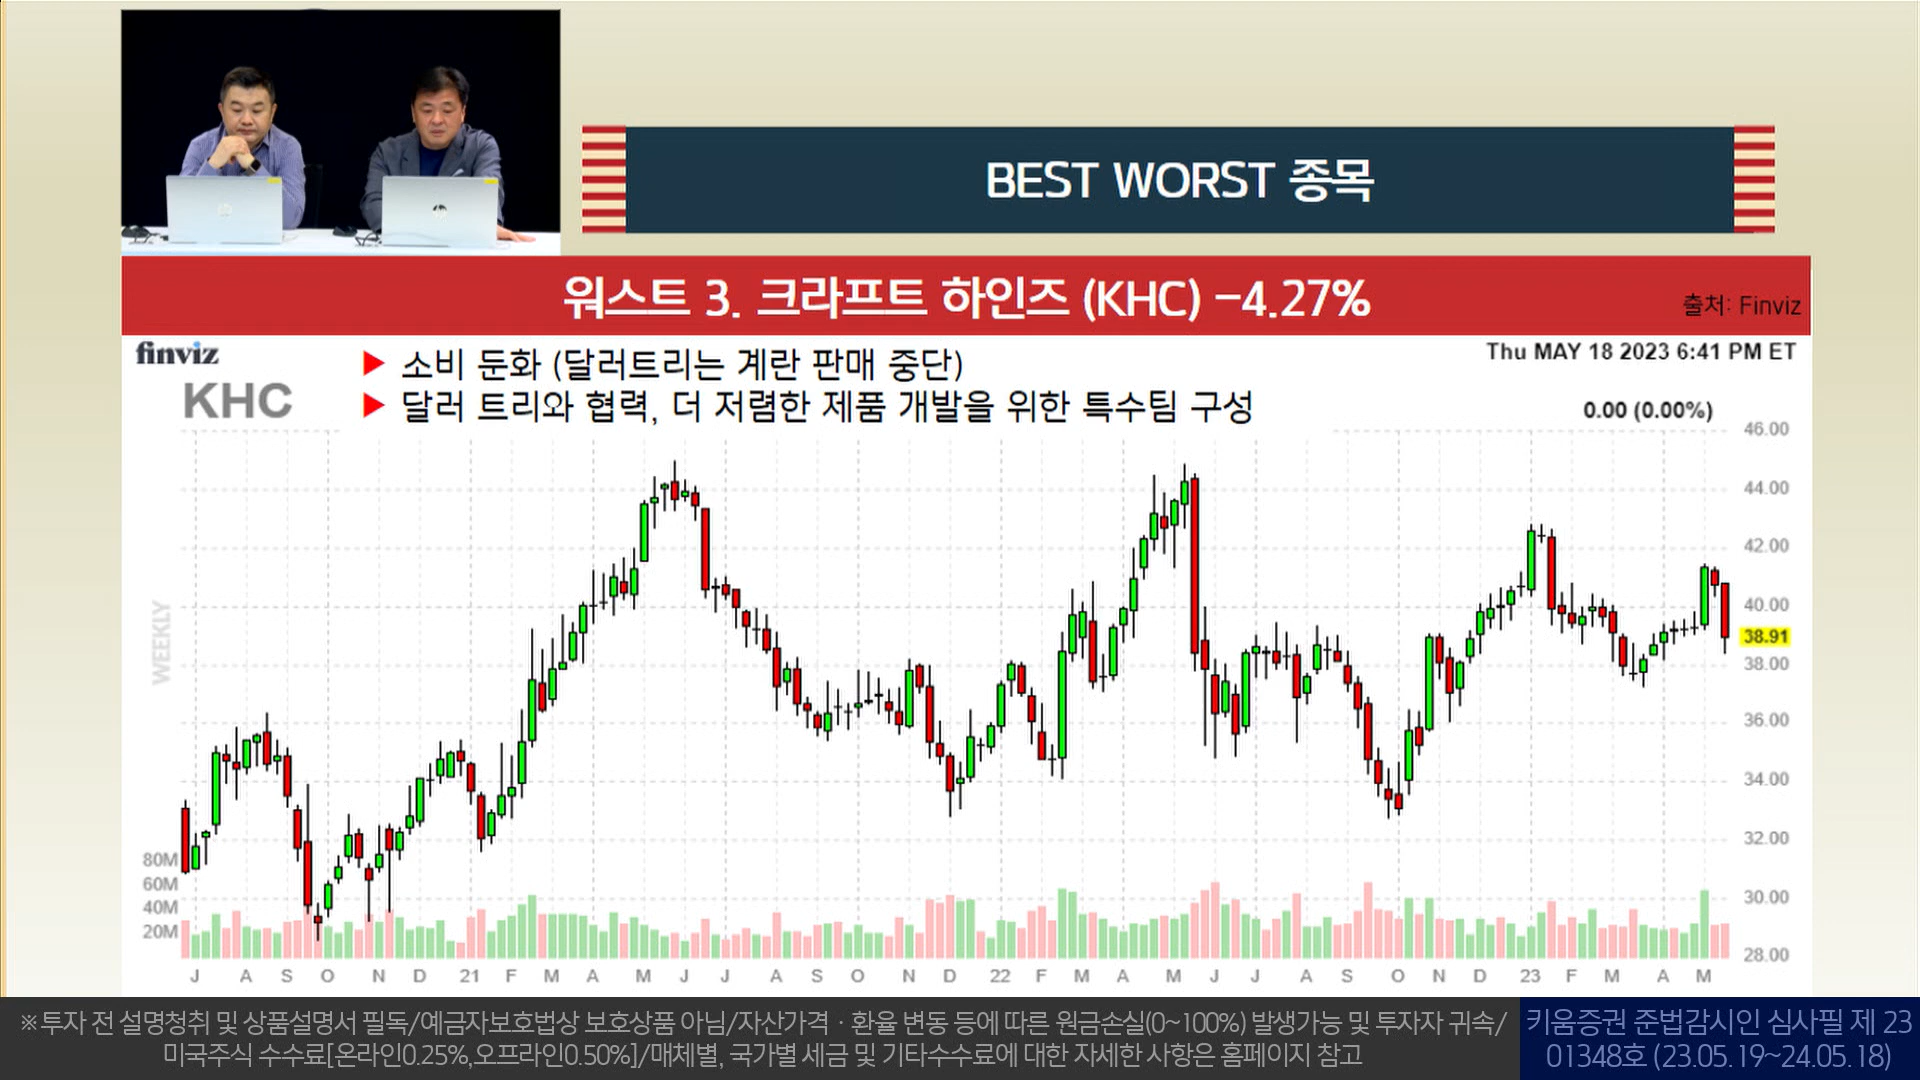 BEST WORST 종목
워스트 3. 크라프트 하인즈 (KHC) -4.27%
출처: Finviz
finviz
▶ 소비 둔화 (달러트리는 계란 판매 중단)
Thu MAY 18 2023 6:41 PM ET
KHC
▶ 달러 트리와 협력, 더 저렴한 제품 개발을 위한 특수팀 구성
0.00 (0.00%)
46.00
44.00
42.00
40.00
38.91
38.00
36.00
34.00
32.00
30.00
28.00
WEEKLY
80M
60M
40M
20M
J A S O N D 21 F M A M J J A S O N D 22 F M A M J J A S O N D 23 F M A M
※투자 전 설명청취 및 상품설명서 필독/예금자보호법상 보호상품 아님/자산가격 · 환율 변동 등에 따른 원금손실(0~100%) 발생가능 및 투자자 귀속/
미국주식 수수료[온라인0.25%,오프라인0.50%]/매체별, 국가별 세금 및 기타수수료에 대한 자세한 사항은 홈페이지 참고
키움증권 준법감시인 심사필 제 23
01348호 (23.05.19~24.05.18)